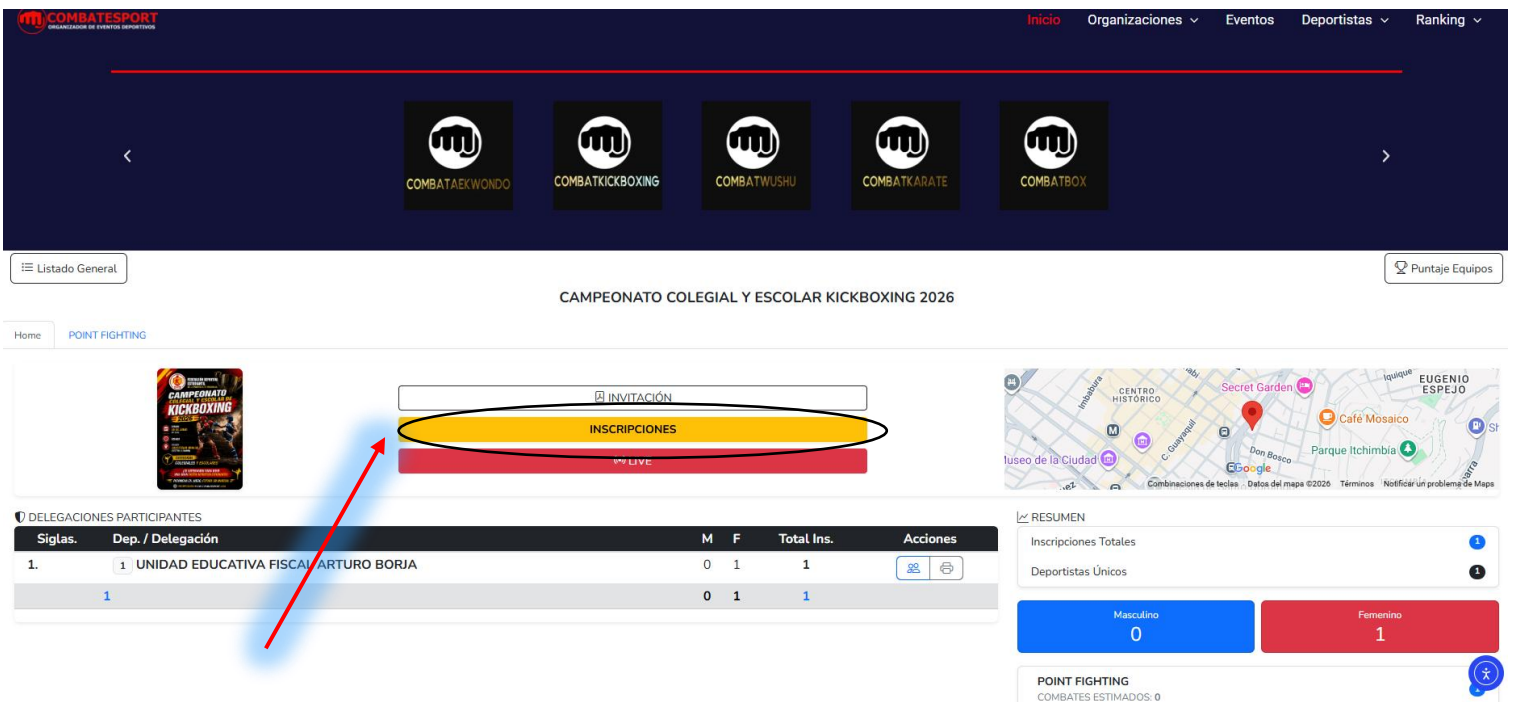 COMBATESPORT
ORGANIZADOR DE EVENTOS DEPORTIVOS
Inicio Organizaciones Eventos Deportistas Ranking
COMBATAEKWONDO COMBATKICKBOXING COMBATWUSHU COMBATKARATE COMBATBOX
Listado General
Puntaje Equipos
CAMPEONATO COLEGIAL Y ESCOLAR KICKBOXING 2026
Home POINT FIGHTING
CAMPEONATO
COLEGIAL Y ESCOLAR DE
KICKBOXING
2026
INVITACIÓN
INSCRIPCIONES
LIVE
CENTRO
HISTÓRICO
Imbabura
Secret Garden
Iquique
EUGENIO
ESPEJO
Café Mosaico
C. Guayaquil
Don Bosco
Parque Itchimbía
Museo de la Ciudad
Google
Combinaciones de teclas Datos del mapa ©2026 Términos Notificar un problema de Maps
DELEGACIONES PARTICIPANTES
Siglas. Dep. / Delegación M F Total Ins. Acciones
1. 1 UNIDAD EDUCATIVA FISCAL ARTURO BORJA 0 1 1
1 0 1 1
RESUMEN
Inscripciones Totales 1
Deportistas Únicos 1
Masculino
0
Femenino
1
POINT FIGHTING
COMBATES ESTIMADOS: 0